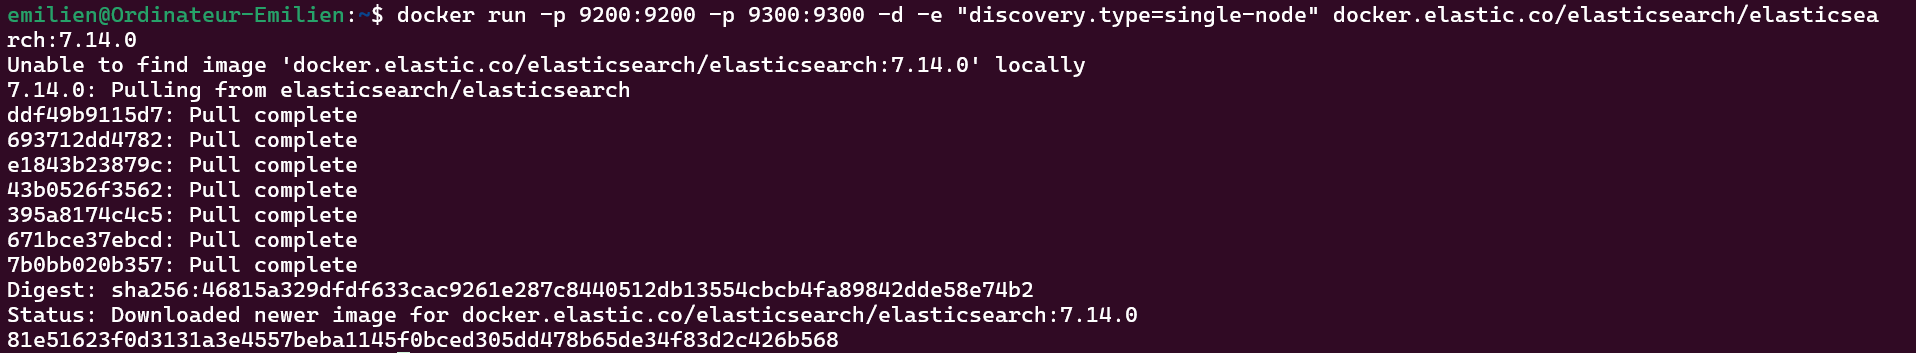 emilien@Ordinateur-Emilien:~$ docker run -p 9200:9200 -p 9300:9300 -d -e "discovery.type=single-node" docker.elastic.co/elasticsearch/elasticsea
rch:7.14.0
Unable to find image 'docker.elastic.co/elasticsearch/elasticsearch:7.14.0' locally
7.14.0: Pulling from elasticsearch/elasticsearch
ddf49b9115d7: Pull complete
693712dd4782: Pull complete
e1843b23879c: Pull complete
43b0526f3562: Pull complete
395a8174c4c5: Pull complete
671bce37ebcd: Pull complete
7b0bb020b357: Pull complete
Digest: sha256:46815a329dfdf633cac9261e287c8440512db13554cbcb4fa89842dde58e74b2
Status: Downloaded newer image for docker.elastic.co/elasticsearch/elasticsearch:7.14.0
81e51623f0d3131a3e4557beba1145f0bced305dd478b65de34f83d2c426b568